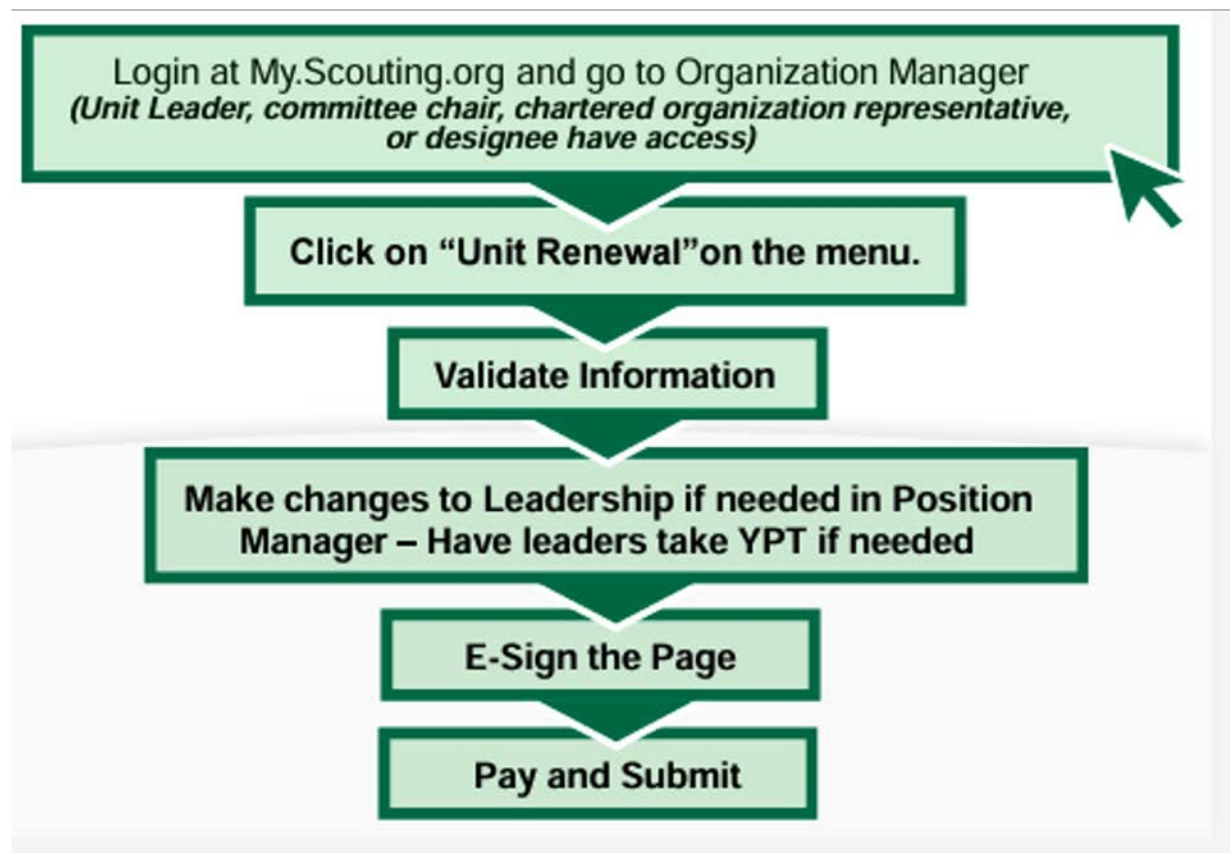 Login at My.Scouting.org and go to Organization Manager
(Unit Leader, committee chair, chartered organization representative,
or designee have access)
Click on “Unit Renewal”on the menu.
Validate Information
Make changes to Leadership if needed in Position
Manager – Have leaders take YPT if needed
E-Sign the Page
Pay and Submit